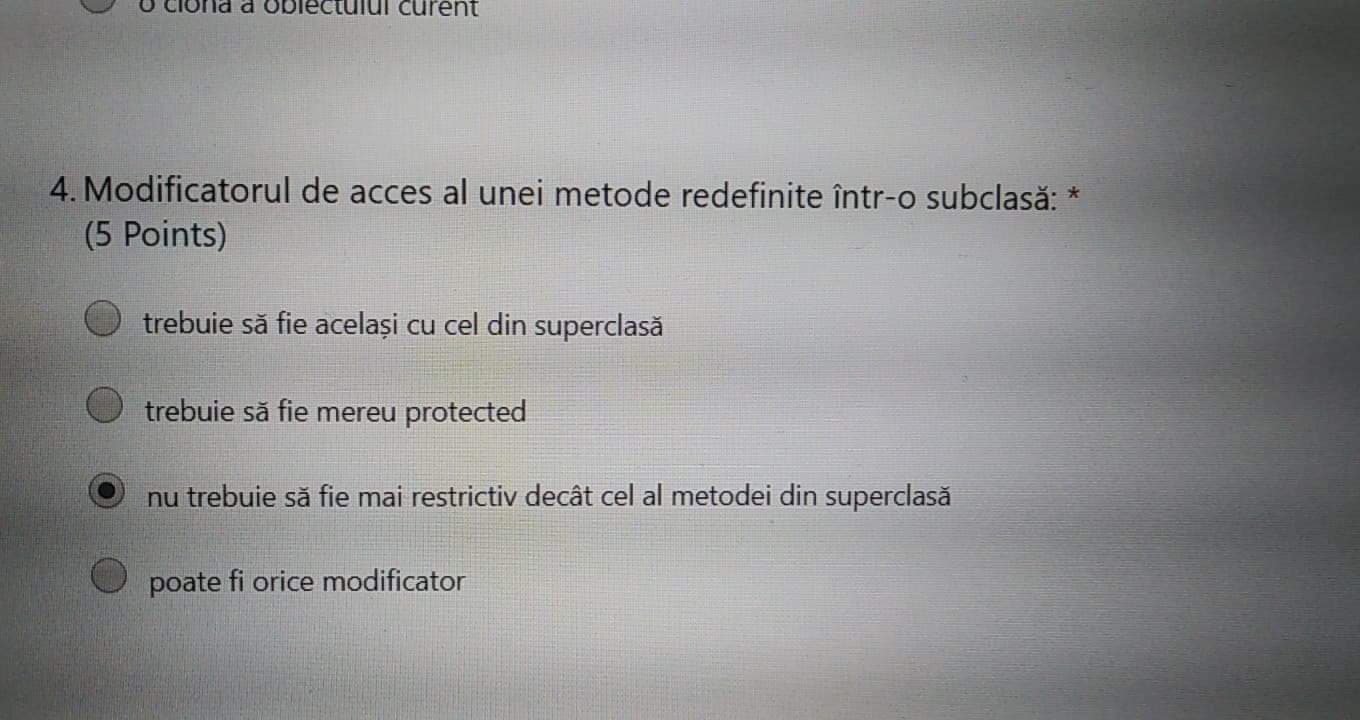 o clonă a obiectului curent
4. Modificatorul de acces al unei metode redefinite într-o subclasă: *
(5 Points)
trebuie să fie același cu cel din superclasă
trebuie să fie mereu protected
nu trebuie să fie mai restrictiv decât cel al metodei din superclasă
poate fi orice modificator